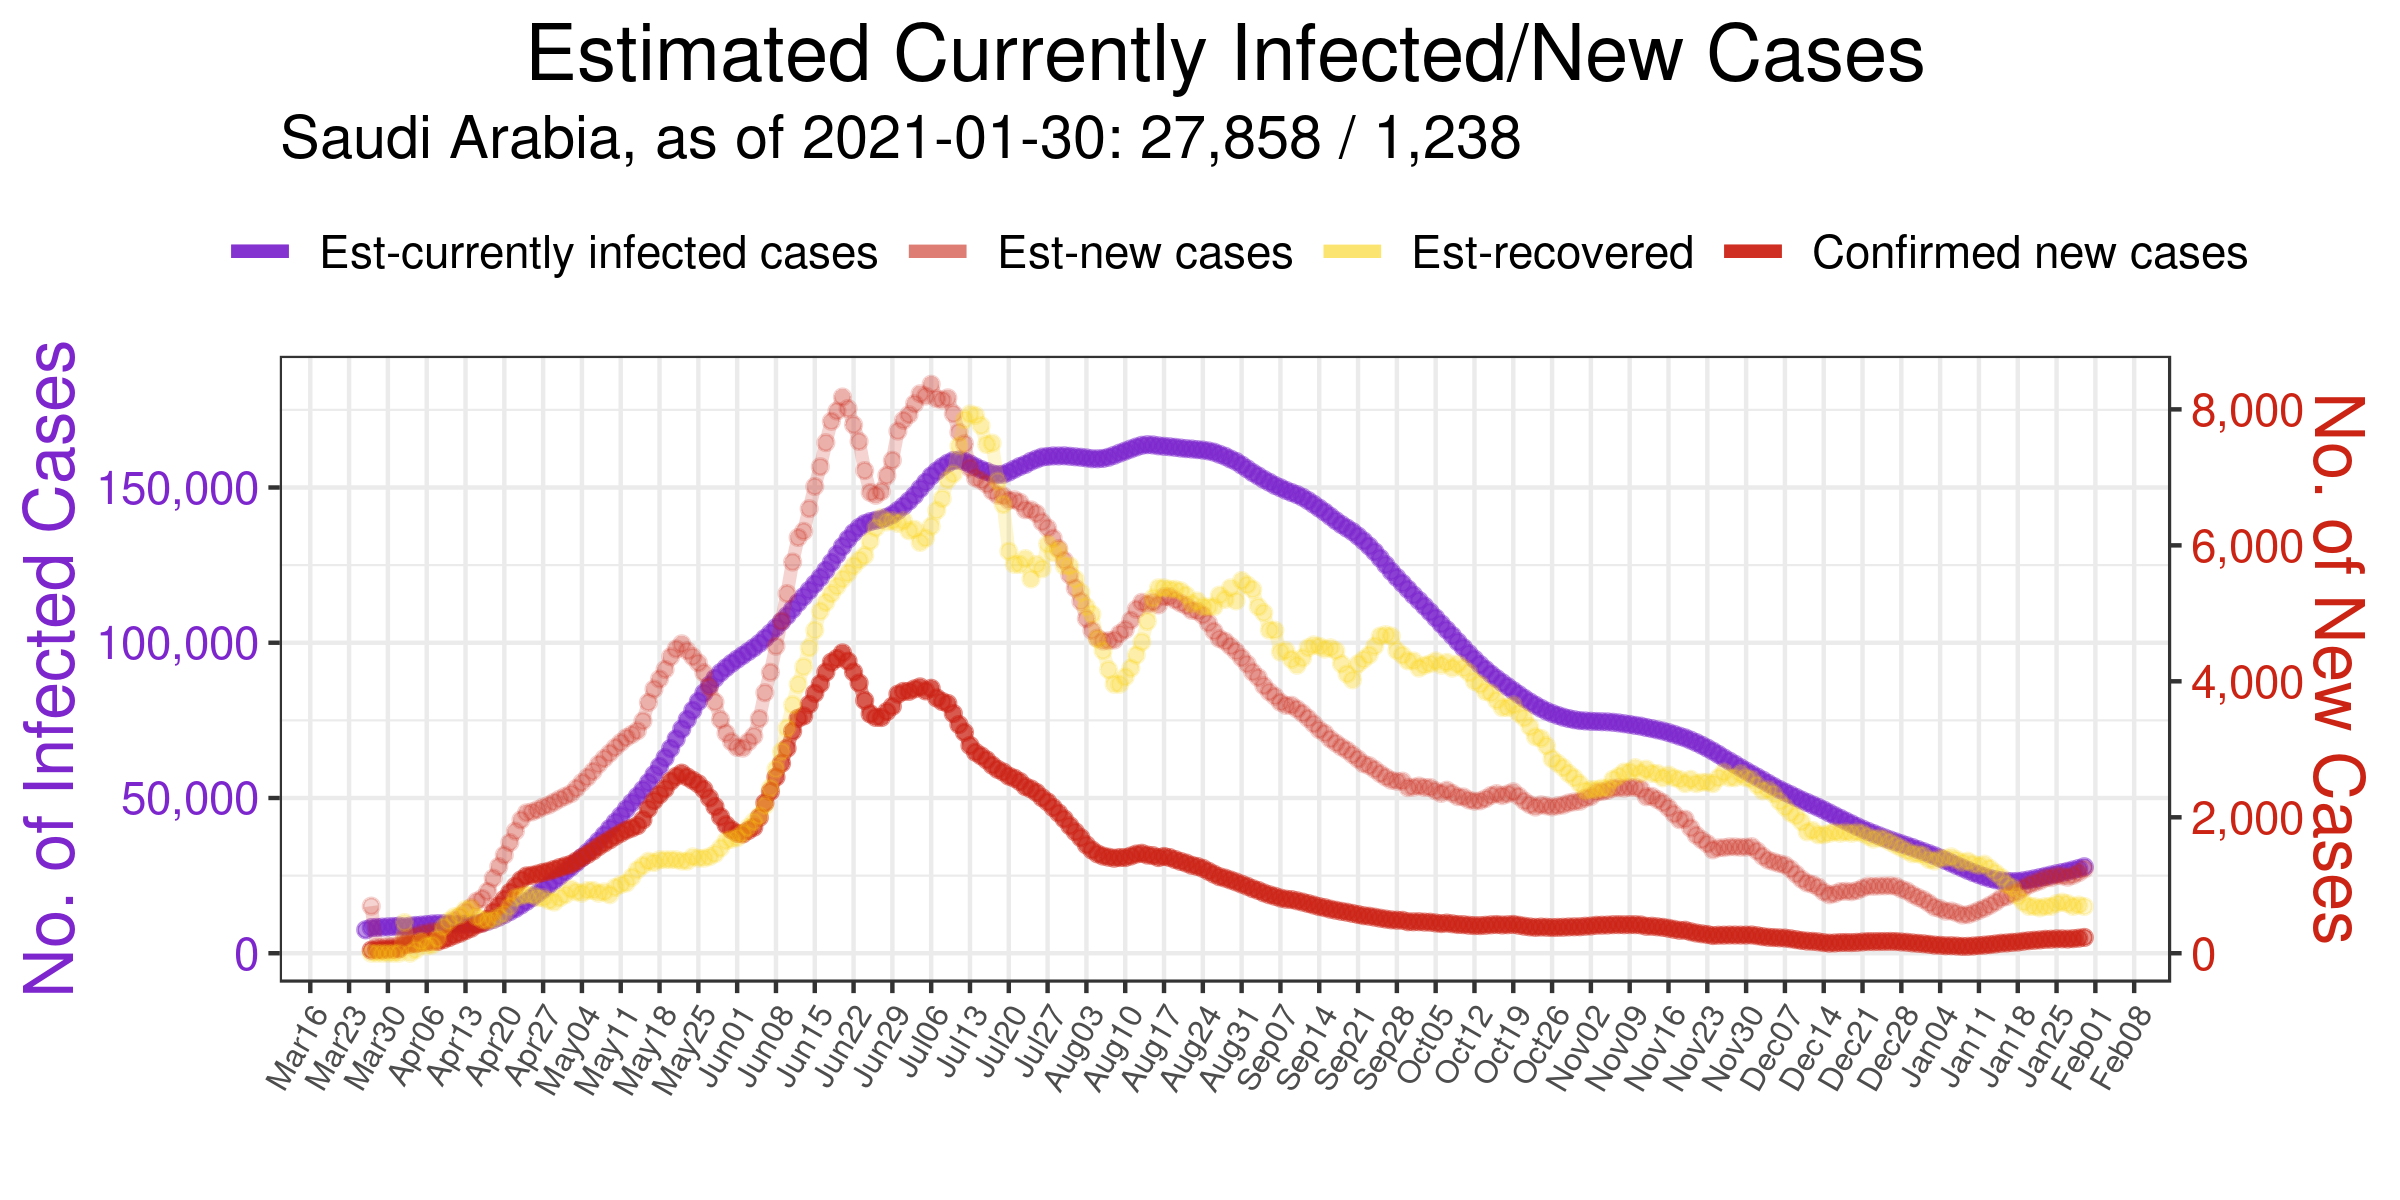 Estimated Currently Infected/New Cases
Saudi Arabia, as of 2021-01-30: 27,858 / 1,238
Est-currently infected cases Est-new cases Est-recovered Confirmed new cases
No. of Infected Cases
150,000
100,000
50,000
0
8,000
6,000
4,000
2,000
0
No. of New Cases
Mar16 Mar23 Mar30 Apr06 Apr13 Apr20 Apr27 May04 May11 May18 May25 Jun01 Jun08 Jun15 Jun22 Jun29 Jul06 Jul13 Jul20 Jul27 Aug03 Aug10 Aug17 Aug24 Aug31 Sep07 Sep14 Sep21 Sep28 Oct05 Oct12 Oct19 Oct26 Nov02 Nov09 Nov16 Nov23 Nov30 Dec07 Dec14 Dec21 Dec28 Jan04 Jan11 Jan18 Jan25 Feb01 Feb08